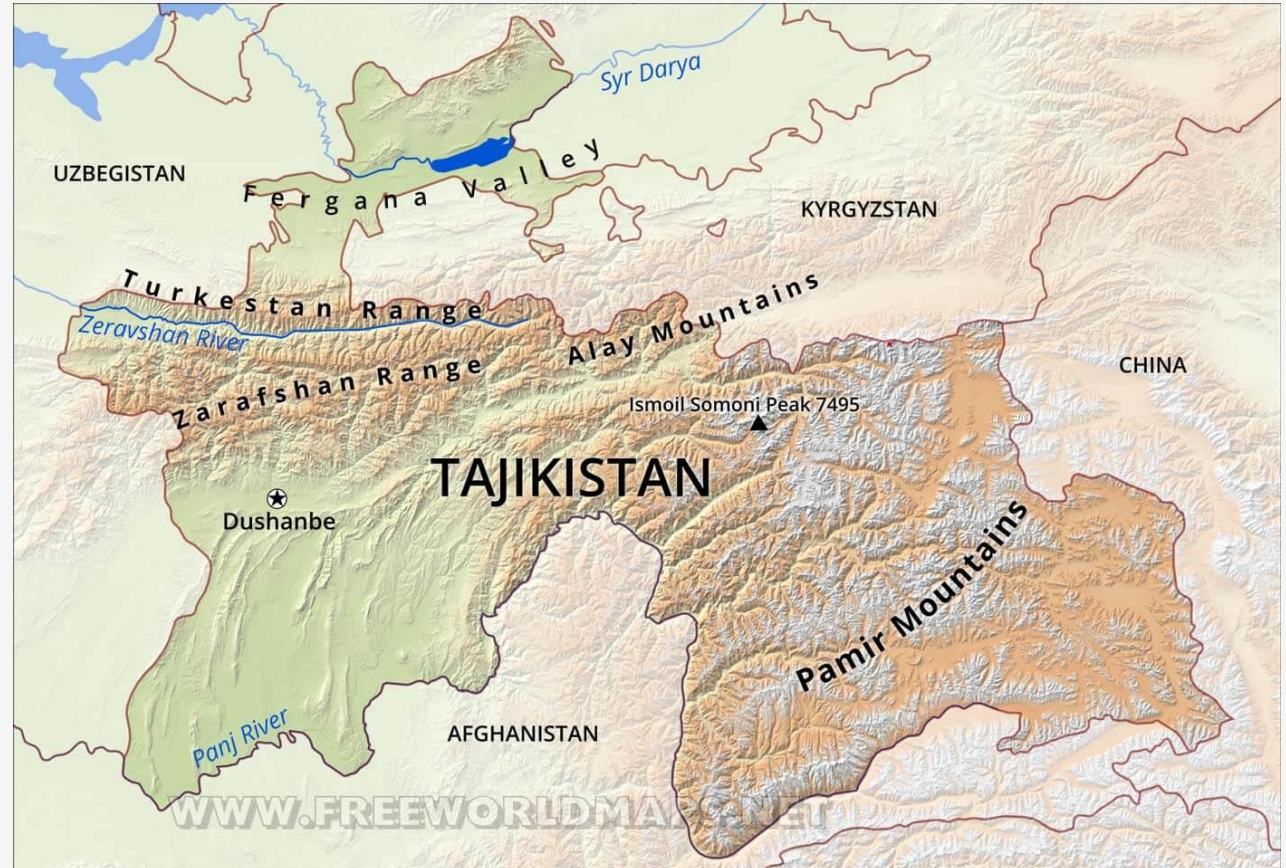 Syr Darya
UZBEGISTAN
Fergana Valley
KYRGYZSTAN
Turkestan Range
Zeravshan River
Alay Mountains
Zarafshan Range
CHINA
Ismoil Somoni Peak 7495
TAJIKISTAN
Dushanbe
Pamir Mountains
Panj River
AFGHANISTAN
WWW.FREEWORLDMAPS.NET